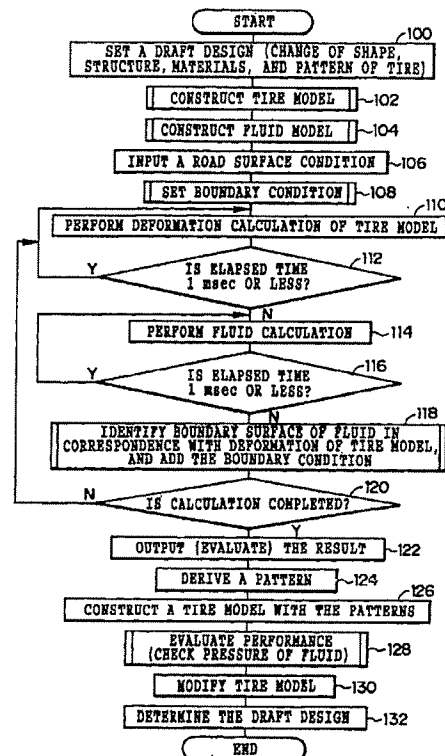 START
100
SET A DRAFT DESIGN (CHANGE OF SHAPE,
STRUCTURE, MATERIALS, AND PATTERN OF TIRE)
CONSTRUCT TIRE MODEL 102
CONSTRUCT FLUID MODEL 104
INPUT A ROAD SURFACE CONDITION 106
SET BOUNDARY CONDITION 108
110
PERFORM DEFORMATION CALCULATION OF TIRE MODEL
112
Y
IS ELAPSED TIME
1 msec OR LESS?
N
PERFORM FLUID CALCULATION 114
116
Y
IS ELAPSED TIME
1 msec OR LESS?
N
118
IDENTIFY BOUNDARY SURFACE OF FLUID IN
CORRESPONDENCE WITH DEFORMATION OF TIRE MODEL,
AND ADD THE BOUNDARY CONDITION
120
N
IS CALCULATION COMPLETED?
Y
OUTPUT (EVALUATE) THE RESULT 122
DERIVE A PATTERN 124
126
CONSTRUCT A TIRE MODEL WITH THE PATTERNS
EVALUATE PERFORMANCE
(CHECK PRESSURE OF FLUID) 128
MODIFY TIRE MODEL 130
DETERMINE THE DRAFT DESIGN 132
END